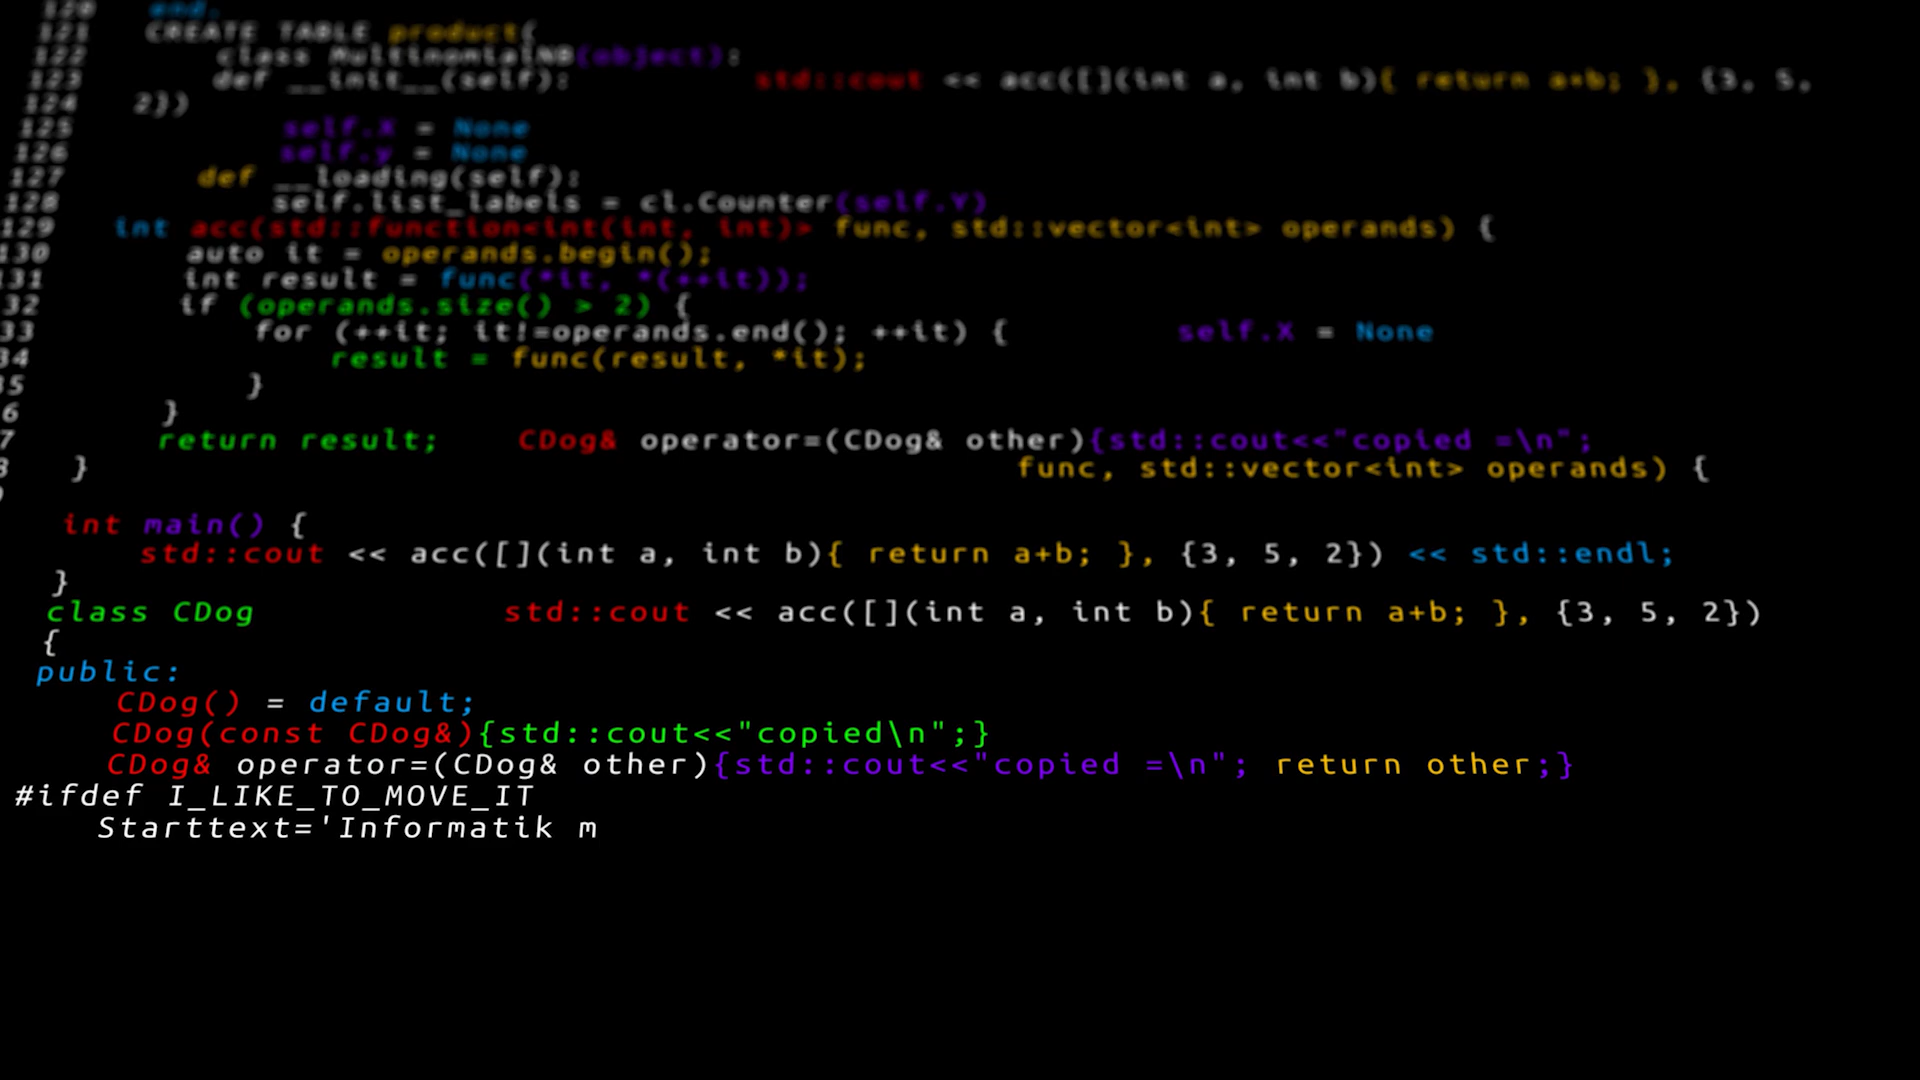 120 end.
121 CREATE TABLE product(
122 class MultinomialNB(object):
123 def __init__(self): std::cout << acc([](int a, int b){ return a+b; }, {3, 5,
124 2})
125 self.X = None
126 self.y = None
127 def __loading(self):
128 self.list_labels = cl.Counter(self.Y)
129 int acc(std::function<int(int, int)> func, std::vector<int> operands) {
130 auto it = operands.begin();
131 int result = func(*it, *(++it));
32 if (operands.size() > 2) {
33 for (++it; it!=operands.end(); ++it) { self.X = None
34 result = func(result, *it);
35 }
6 }
7 return result; CDog& operator=(CDog& other){std::cout<<"copied =\n";
8 } func, std::vector<int> operands) {
int main() {
std::cout << acc([](int a, int b){ return a+b; }, {3, 5, 2}) << std::endl;
}
class CDog std::cout << acc([](int a, int b){ return a+b; }, {3, 5, 2})
{
public:
CDog() = default;
CDog(const CDog&){std::cout<<"copied\n";}
CDog& operator=(CDog& other){std::cout<<"copied =\n"; return other;}
#ifdef I_LIKE_TO_MOVE_IT
Starttext='Informatik m